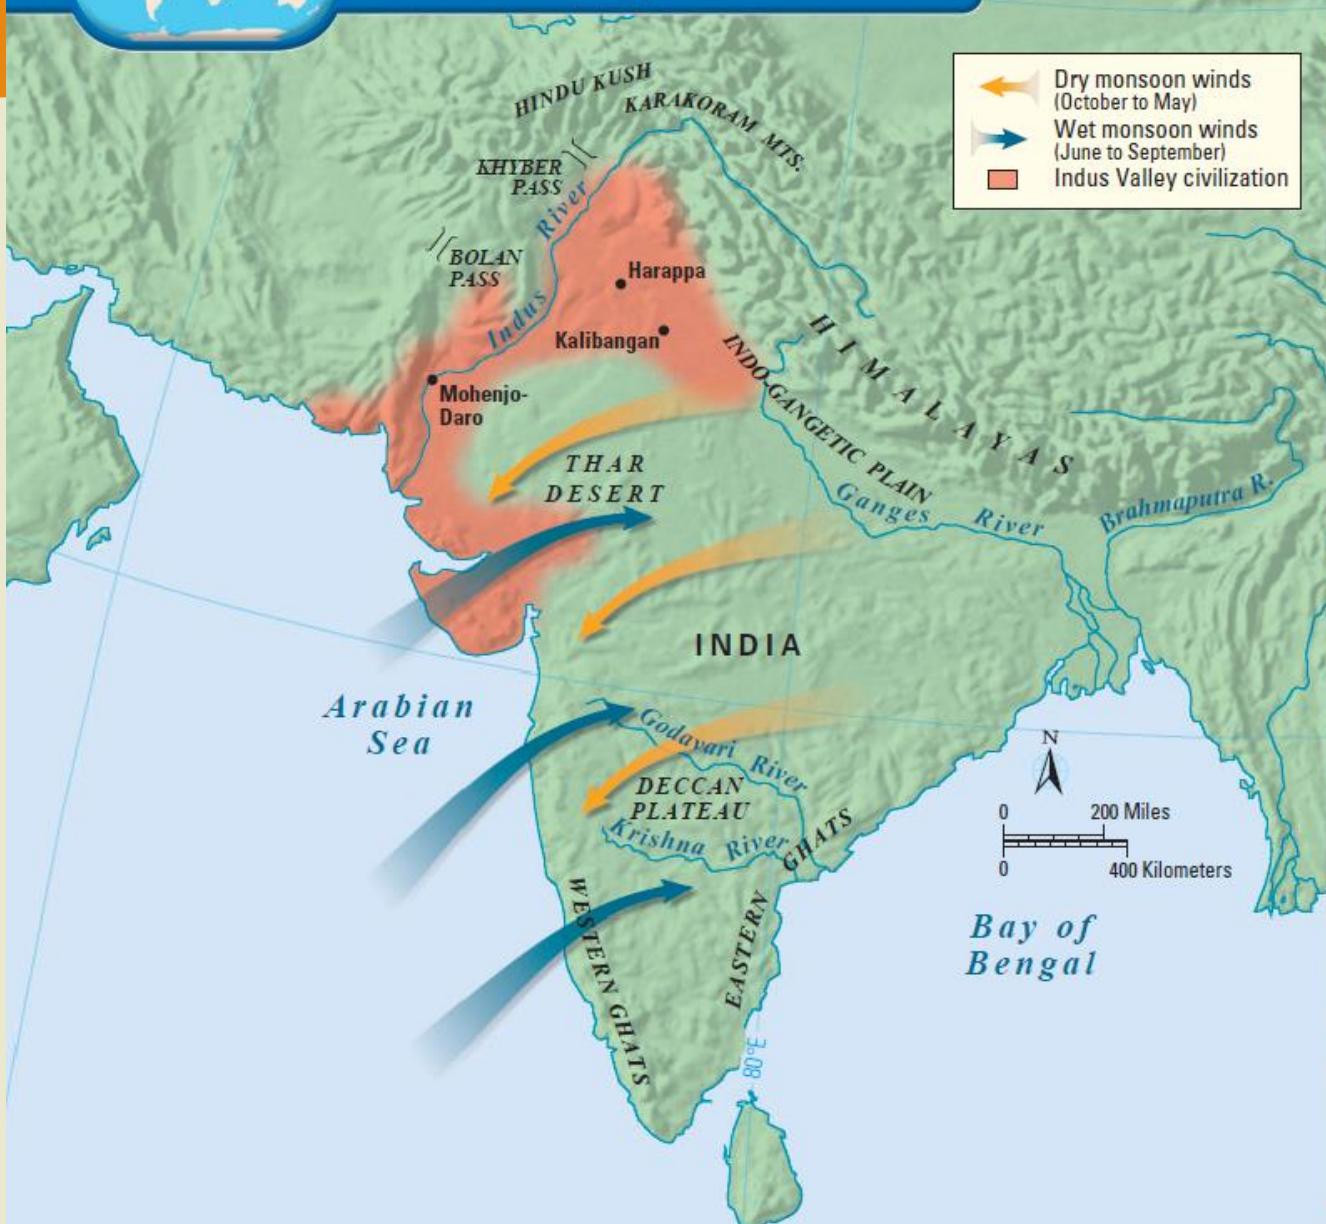 Dry monsoon winds
(October to May)
Wet monsoon winds
(June to September)
Indus Valley civilization
HINDU KUSH
KARAKORAM MTS.
KHYBER
PASS
Indus River
BOLAN
PASS
Harappa
Kalibangan
Mohenjo-
Daro
HIMALAYAS
INDO-GANGETIC PLAIN
THAR
DESERT
Ganges River
Brahmaputra R.
INDIA
Arabian
Sea
Godavari River
DECCAN
PLATEAU
Krishna River
EASTERN GHATS
WESTERN GHATS
N
0 200 Miles
0 400 Kilometers
Bay of
Bengal
80°E